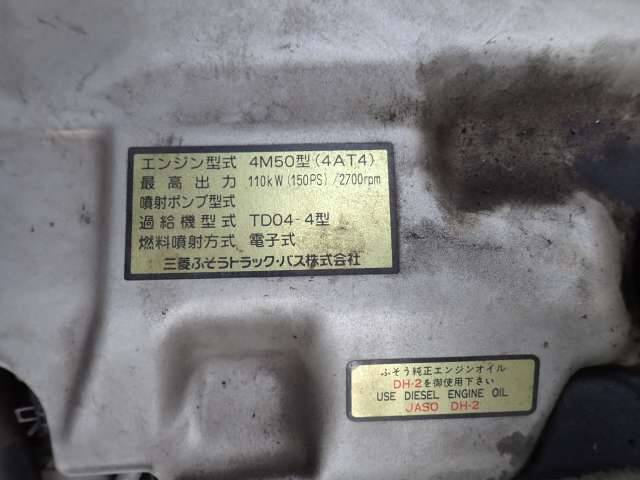 エンジン型式 4M50型(4AT4)
最高出力 110kW(150PS)/2700rpm
噴射ポンプ型式
過給機型式 TD04-4型
燃料噴射方式 電子式
三菱ふそうトラック・バス株式会社
ふそう純正エンジンオイル
DH-2を御使用下さい
USE DIESEL ENGINE OIL
JASO DH-2